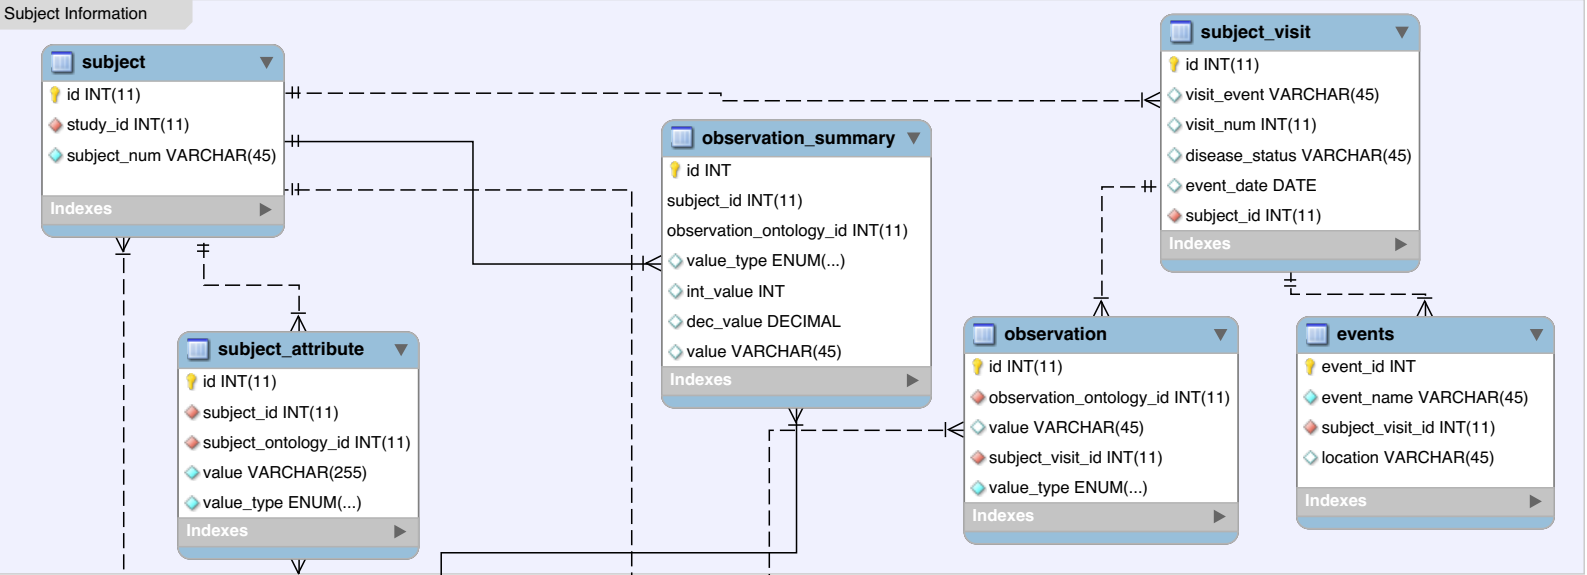 Subject Information
subject
id INT(11)
study_id INT(11)
subject_num VARCHAR(45)
Indexes
subject_attribute
id INT(11)
subject_id INT(11)
subject_ontology_id INT(11)
value VARCHAR(255)
value_type ENUM(...)
Indexes
observation_summary
id INT
subject_id INT(11)
observation_ontology_id INT(11)
value_type ENUM(...)
int_value INT
dec_value DECIMAL
value VARCHAR(45)
Indexes
subject_visit
id INT(11)
visit_event VARCHAR(45)
visit_num INT(11)
disease_status VARCHAR(45)
event_date DATE
subject_id INT(11)
Indexes
observation
id INT(11)
observation_ontology_id INT(11)
value VARCHAR(45)
subject_visit_id INT(11)
value_type ENUM(...)
Indexes
events
event_id INT
event_name VARCHAR(45)
subject_visit_id INT(11)
location VARCHAR(45)
Indexes